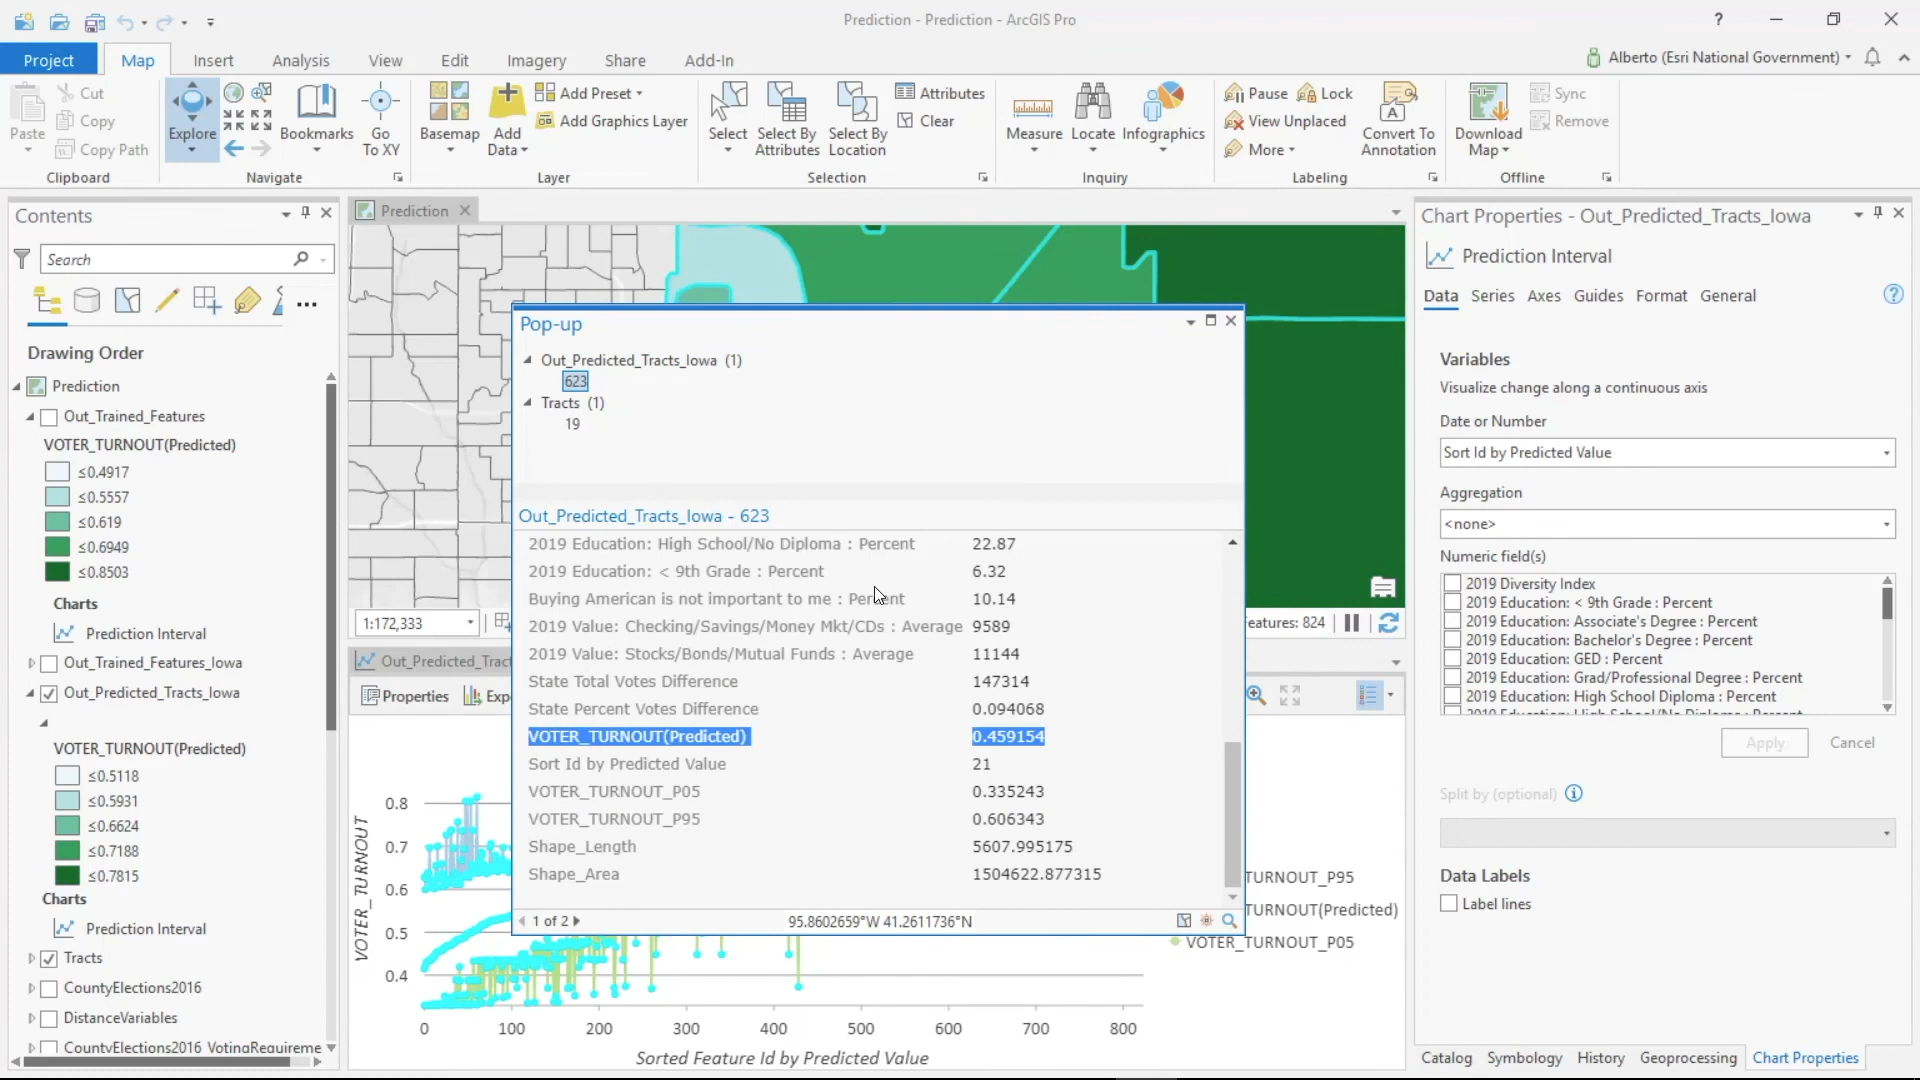 Prediction - Prediction - ArcGIS Pro
?
Project
Map
Insert
Analysis
View
Edit
Imagery
Share
Add-In
Alberto (Esri National Government)
Paste
Cut
Copy
Copy Path
Clipboard
Explore
Bookmarks
Go
To XY
Navigate
Basemap
Add
Data
Add Preset
Add Graphics Layer
Layer
Select
Select By
Attributes
Select By
Location
Attributes
Clear
Selection
Measure
Locate
Infographics
Inquiry
Pause
Lock
View Unplaced
More
Convert To
Annotation
Labeling
Download
Map
Sync
Remove
Offline
Contents
Search
Drawing Order
Prediction
Out_Trained_Features
VOTER_TURNOUT(Predicted)
≤0.4917
≤0.5557
≤0.619
≤0.6949
≤0.8503
Charts
Prediction Interval
Out_Trained_Features_Iowa
Out_Predicted_Tracts_Iowa
VOTER_TURNOUT(Predicted)
≤0.5118
≤0.5931
≤0.6624
≤0.7188
≤0.7815
Charts
Prediction Interval
Tracts
CountyElections2016
DistanceVariables
CountyElections2016_VotingRequireme
Prediction
1:172,333
eatures: 824
Out_Predicted_Tract
Properties
Exp
Pop-up
Out_Predicted_Tracts_Iowa (1)
623
Tracts (1)
19
Out_Predicted_Tracts_Iowa - 623
2019 Education: High School/No Diploma : Percent 22.87
2019 Education: < 9th Grade : Percent 6.32
Buying American is not important to me : Percent 10.14
2019 Value: Checking/Savings/Money Mkt/CDs : Average 9589
2019 Value: Stocks/Bonds/Mutual Funds : Average 11144
State Total Votes Difference 147314
State Percent Votes Difference 0.094068
VOTER_TURNOUT(Predicted) 0.459154
Sort Id by Predicted Value 21
VOTER_TURNOUT_P05 0.335243
VOTER_TURNOUT_P95 0.606343
Shape_Length 5607.995175
Shape_Area 1504622.877315
1 of 2
95.8602659°W 41.2611736°N
VOTER_TURNOUT
0.8
0.7
0.6
0.5
0.4
0 100 200 300 400 500 600 700 800
Sorted Feature Id by Predicted Value
TURNOUT_P95
TURNOUT(Predicted)
VOTER_TURNOUT_P05
Chart Properties - Out_Predicted_Tracts_Iowa
Prediction Interval
Data
Series
Axes
Guides
Format
General
?
Variables
Visualize change along a continuous axis
Date or Number
Sort Id by Predicted Value
Aggregation
<none>
Numeric field(s)
2019 Diversity Index
2019 Education: < 9th Grade : Percent
2019 Education: Associate's Degree : Percent
2019 Education: Bachelor's Degree : Percent
2019 Education: GED : Percent
2019 Education: Grad/Professional Degree : Percent
2019 Education: High School Diploma : Percent
2019 Education: High School/No Diploma : Percent
Apply
Cancel
Split by (optional)
Data Labels
Label lines
Catalog
Symbology
History
Geoprocessing
Chart Properties